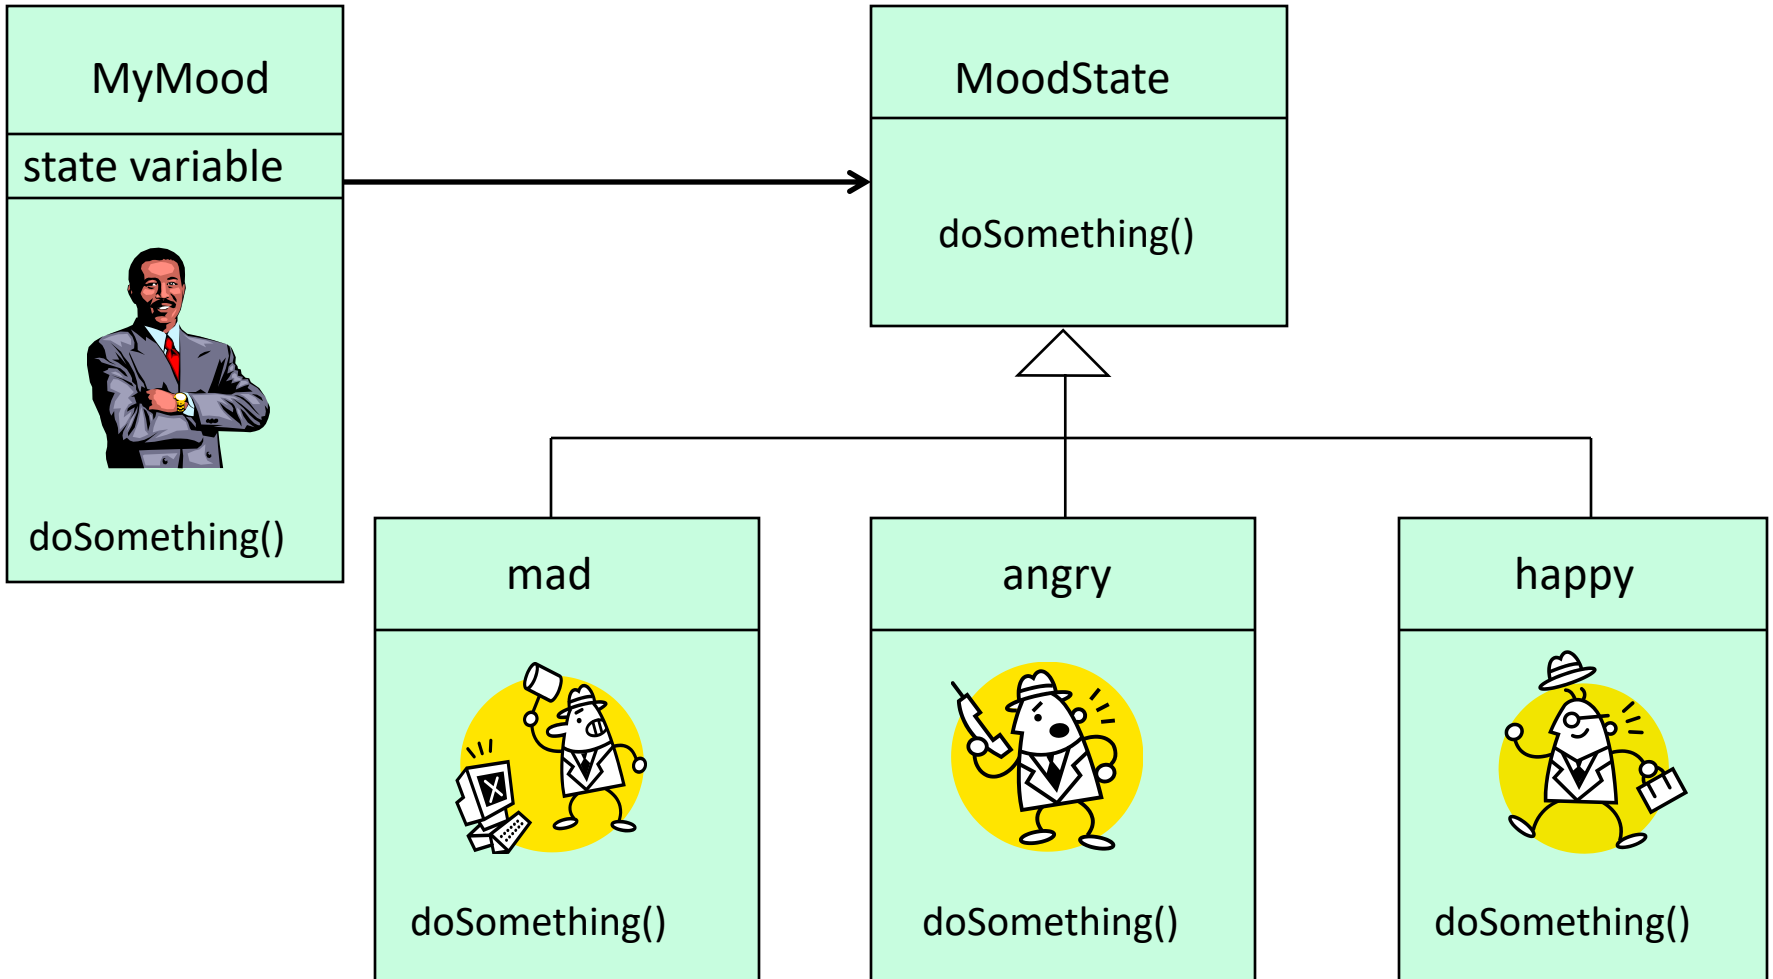 MyMood
state variable
doSomething()
MoodState
doSomething()
mad
doSomething()
angry
doSomething()
happy
doSomething()